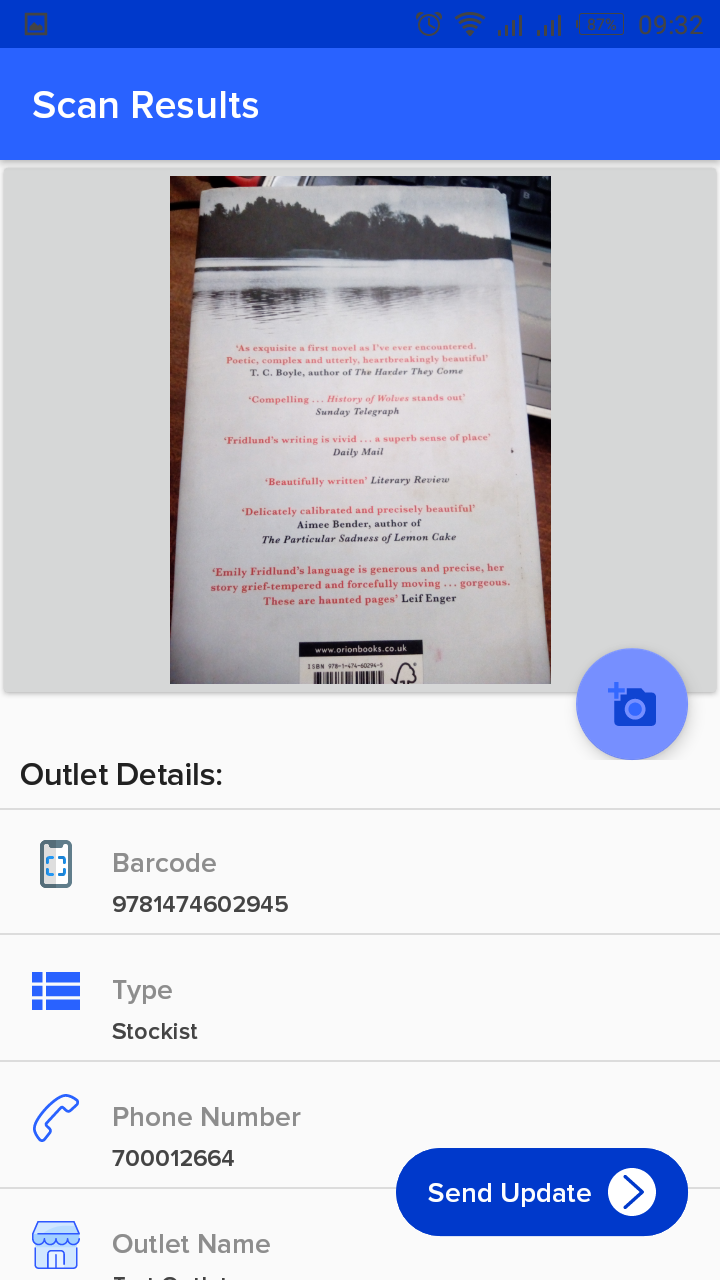 87% 09:32
Scan Results
‘As exquisite a first novel as I’ve ever encountered.
Poetic, complex and utterly, heartbreakingly beautiful’
T. C. Boyle, author of The Harder They Come
‘Compelling . . . History of Wolves stands out’
Sunday Telegraph
‘Fridlund’s writing is vivid . . . a superb sense of place’
Daily Mail
‘Beautifully written’ Literary Review
‘Delicately calibrated and precisely beautiful’
Aimee Bender, author of
The Particular Sadness of Lemon Cake
‘Emily Fridlund’s language is generous and precise, her
story grief-tempered and forcefully moving . . . gorgeous.
These are haunted pages’ Leif Enger
www.orionbooks.co.uk
ISBN 978-1-474-60294-5
Outlet Details:
Barcode
9781474602945
Type
Stockist
Phone Number
700012664
Send Update
Outlet Name